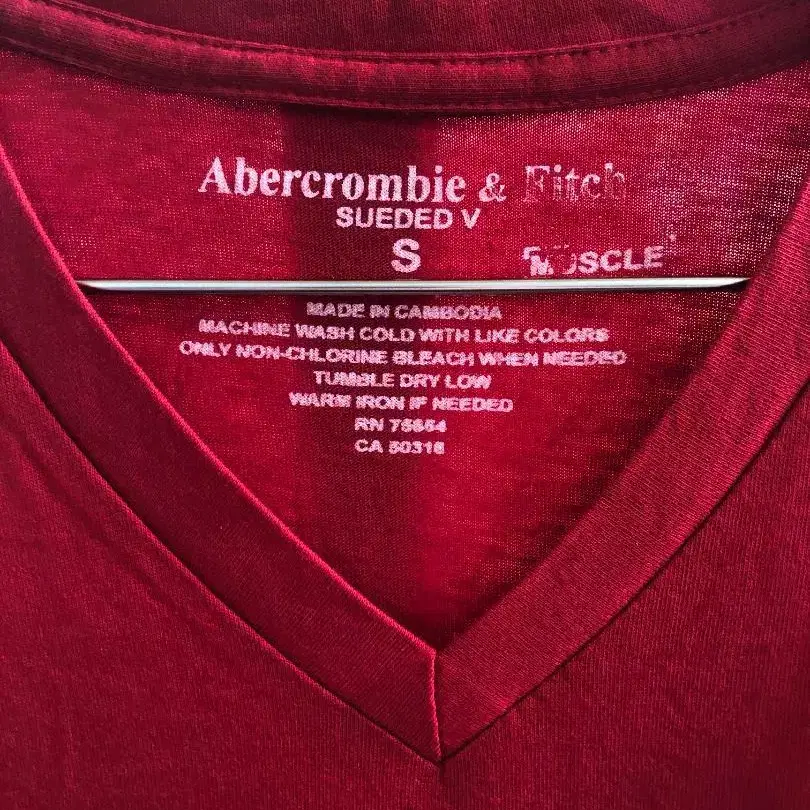 Abercrombie & Fitch
SUEDED V
S
MUSCLE
MADE IN CAMBODIA
MACHINE WASH COLD WITH LIKE COLORS
ONLY NON-CHLORINE BLEACH WHEN NEEDED
TUMBLE DRY LOW
WARM IRON IF NEEDED
RN 75654
CA 50316